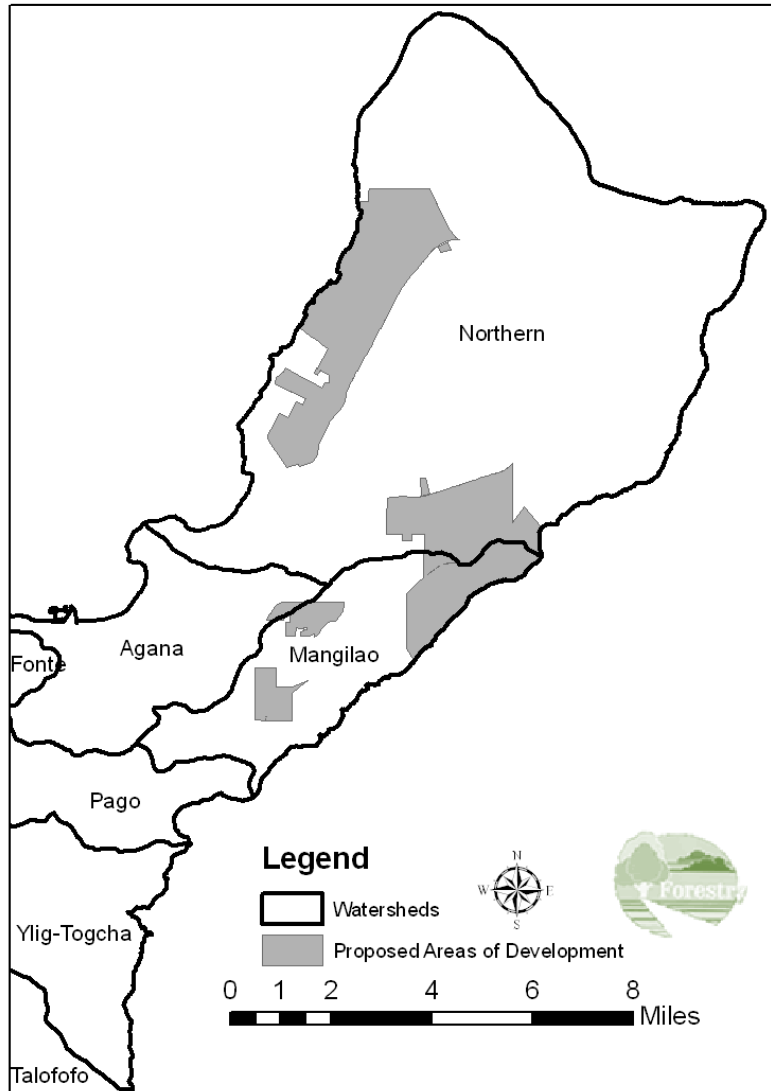 Northern
Agana
Fonte
Mangilao
Pago
Ylig-Togcha
Talofofo
Legend
Watersheds
Proposed Areas of Development
N
W E
S
Forestry
0 1 2 4 6 8
Miles